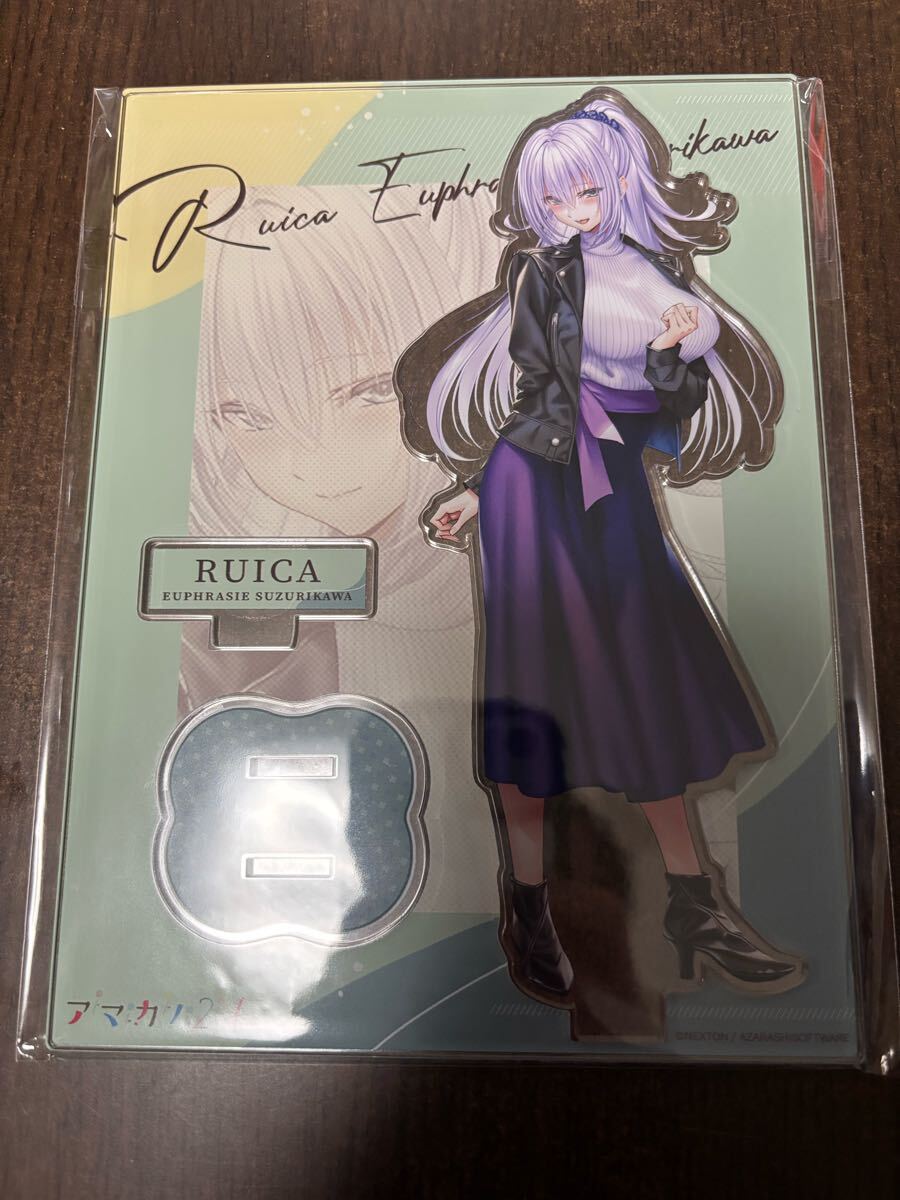 Ruica Euphra rikawa
RUICA
EUPHRASIE SUZURIKAWA
アマカノ2+
©NEXTON / AZARASHISOFTWARE